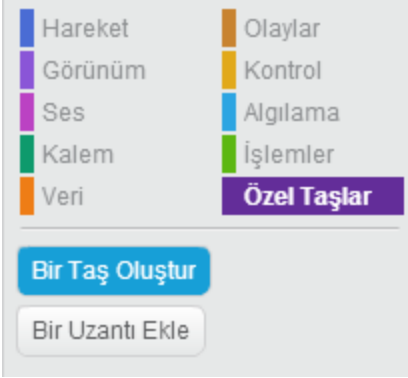 Hareket
Olaylar
Görünüm
Kontrol
Ses
Algılama
Kalem
İşlemler
Veri
Özel Taşlar
Bir Taş Oluştur
Bir Uzantı Ekle